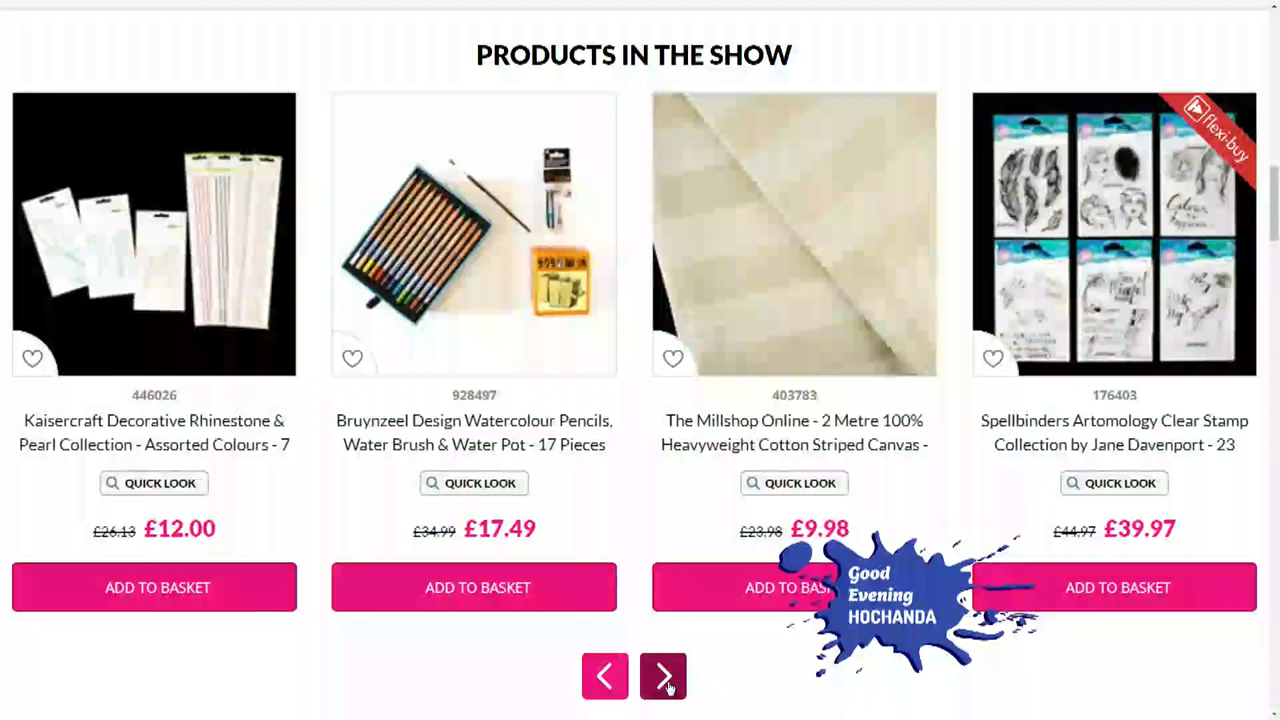 PRODUCTS IN THE SHOW
flexi-buy
446026
Kaisercraft Decorative Rhinestone &
Pearl Collection - Assorted Colours - 7
QUICK LOOK
£26.13 £12.00
ADD TO BASKET
928497
Bruynzeel Design Watercolour Pencils,
Water Brush & Water Pot - 17 Pieces
QUICK LOOK
£34.99 £17.49
ADD TO BASKET
403783
The Millshop Online - 2 Metre 100%
Heavyweight Cotton Striped Canvas -
QUICK LOOK
£23.98 £9.98
ADD TO BAS
176403
Spellbinders Artomology Clear Stamp
Collection by Jane Davenport - 23
QUICK LOOK
£44.97 £39.97
ADD TO BASKET
Good
Evening
HOCHANDA